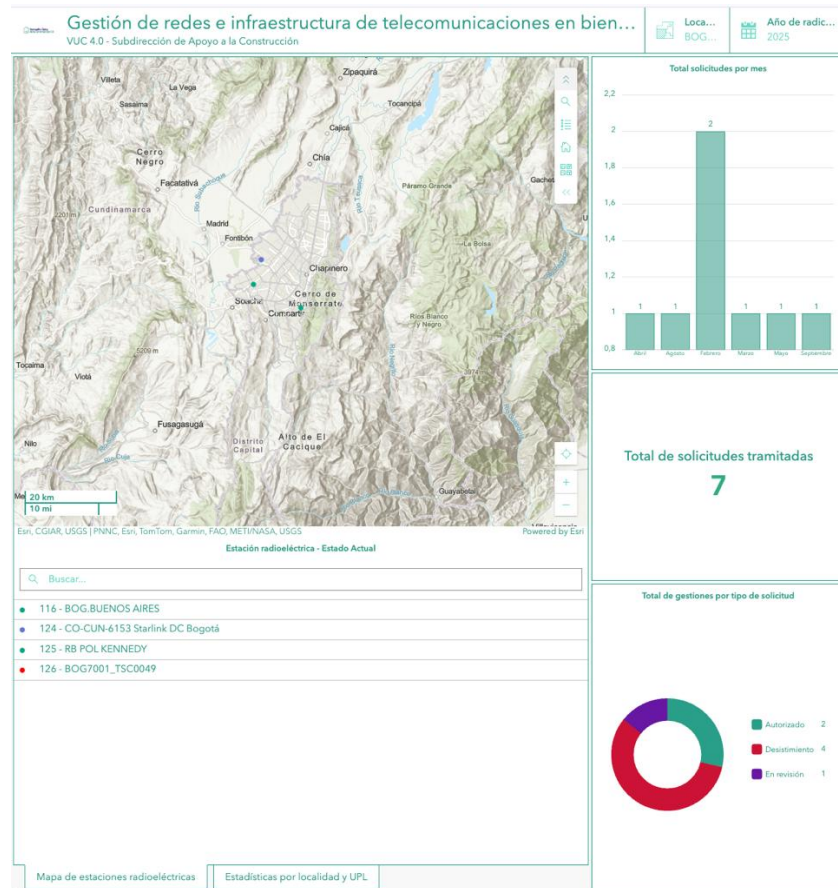 Gestión de redes e infraestructura de telecomunicaciones en bien...
VUC 4.0 - Subdirección de Apoyo a la Construcción
Loca...
BOG...
Año de radic...
2025
Villeta
La Vega
Sasaima
Zipaquirá
Tocancipá
Cajicá
Cerro Negro
Chía
Facatativá
Páramo Grande
Cundinamarca
Madrid
Fontibón
La Bolsa
Chapinero
Cerro de Monserrate
Soacha
Ríos Blanco y Negro
Tocaima
Viotá
Fusagasugá
Nilo
Distrito Capital
Alto de El Cacique
Guayabetal
20 km
10 mi
Esri, CGIAR, USGS | PNNC, Esri, TomTom, Garmin, FAO, METI/NASA, USGS
Powered by Esri
Estación radioeléctrica - Estado Actual
Buscar...
116 - BOG.BUENOS AIRES
124 - CO-CUN-6153 Starlink DC Bogotá
125 - RB POL KENNEDY
126 - BOG7001_TSC0049
Mapa de estaciones radioeléctricas
Estadísticas por localidad y UPL
Total solicitudes por mes
2,2
2
1,8
1,6
1,4
1,2
1
0,8
1
1
2
1
1
1
Abril
Agosto
Febrero
Marzo
Mayo
Septiembre
Total de solicitudes tramitadas
7
Total de gestiones por tipo de solicitud
Autorizado 2
Desistimiento 4
En revisión 1